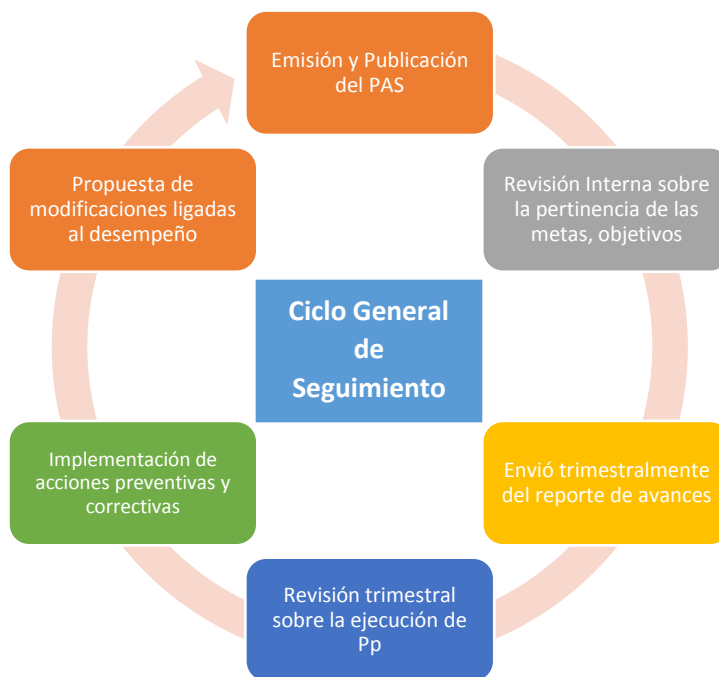 Emisión y Publicación
del PAS
Revisión Interna sobre
la pertinencia de las
metas, objetivos
Envió trimestralmente
del reporte de avances
Revisión trimestral
sobre la ejecución de
Pp
Implementación de
acciones preventivas y
correctivas
Propuesta de
modificaciones ligadas
al desempeño
Ciclo General
de
Seguimiento